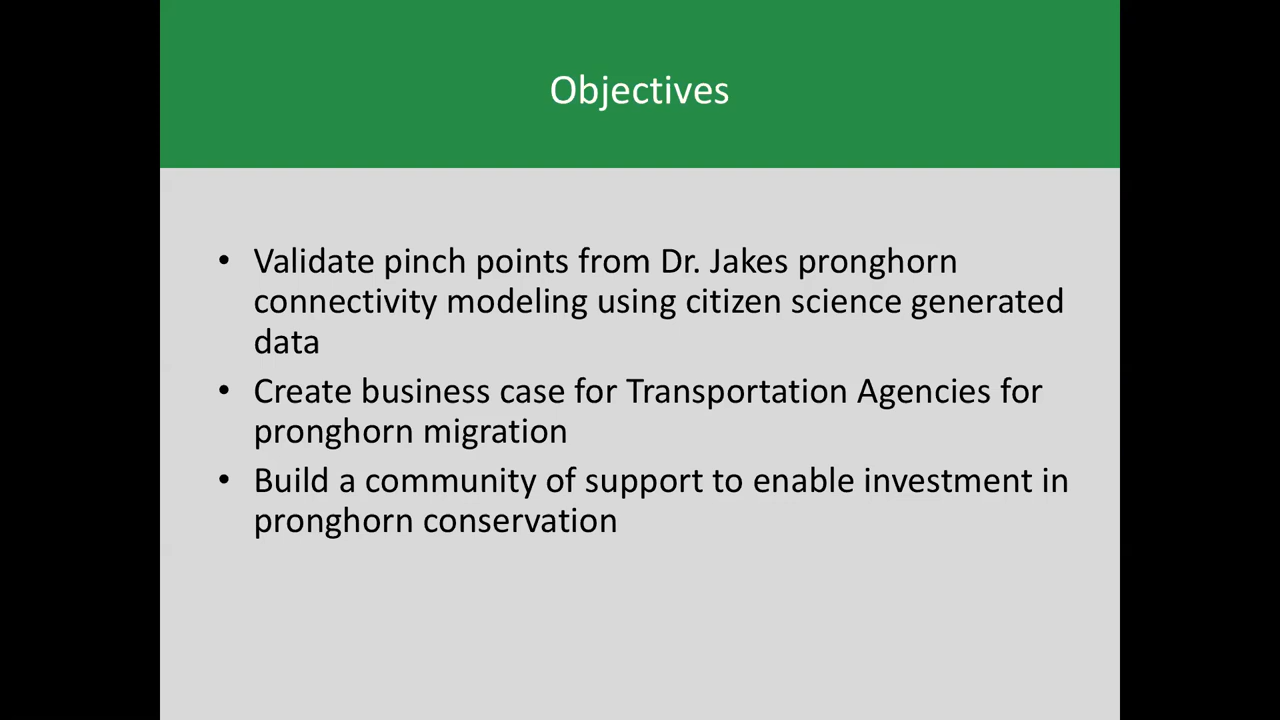 Objectives
• Validate pinch points from Dr. Jakes pronghorn
connectivity modeling using citizen science generated
data
• Create business case for Transportation Agencies for
pronghorn migration
• Build a community of support to enable investment in
pronghorn conservation